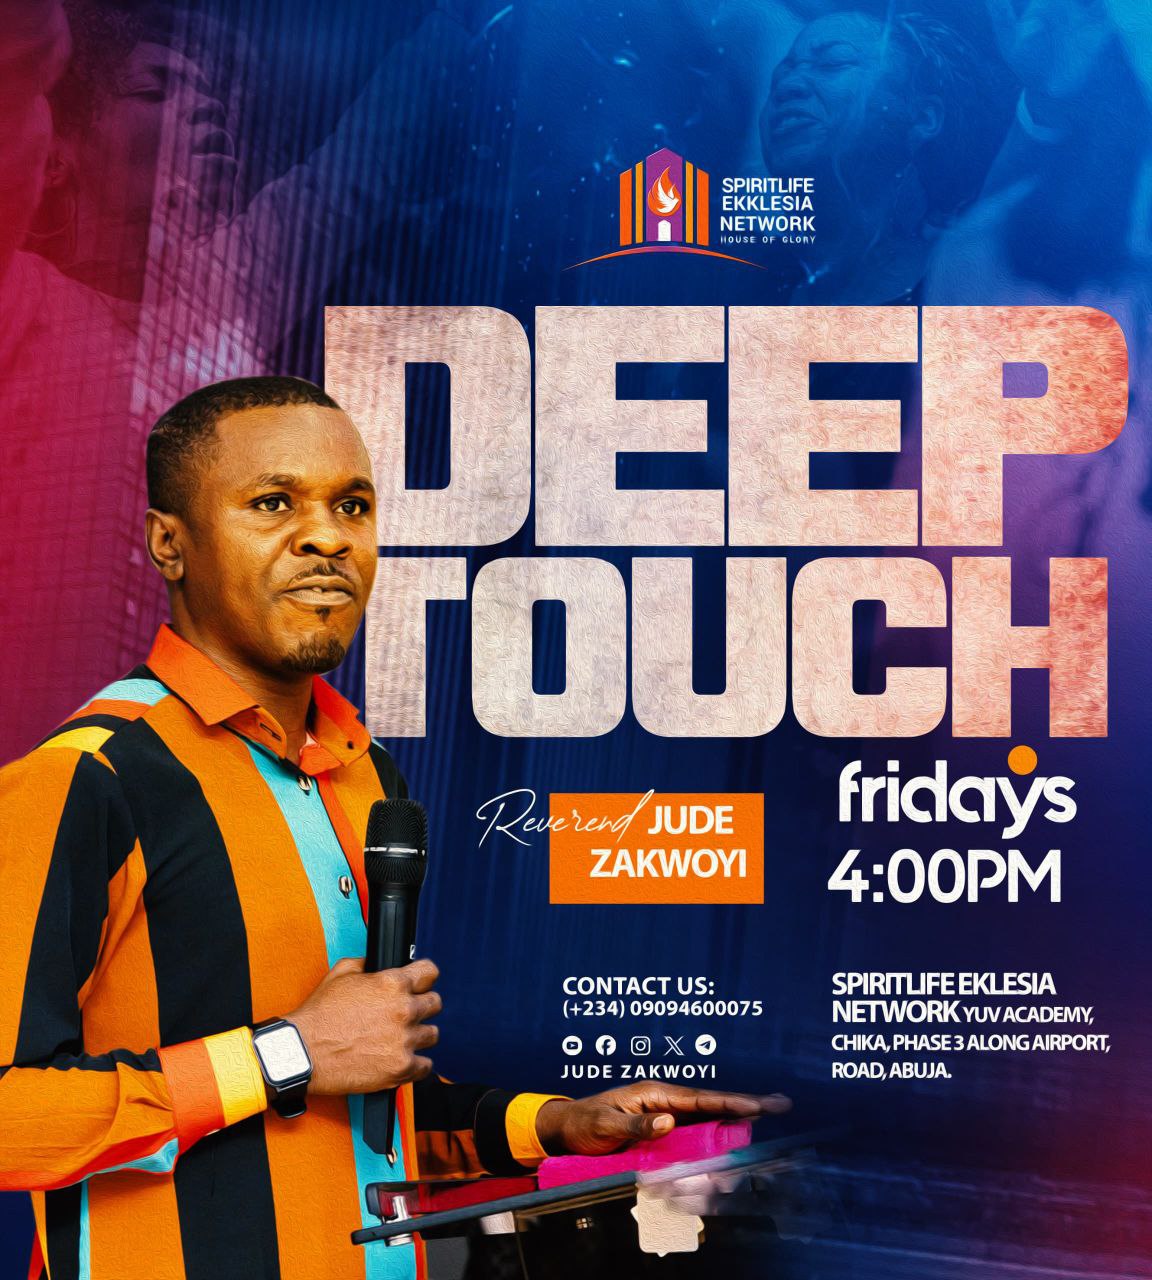 SPIRITLIFE
EKKLESIA
NETWORK
HOUSE OF GLORY
DEEP
TOUCH
Reverend JUDE
ZAKWOYI
fridays
4:00PM
CONTACT US:
(+234) 09094600075
JUDE ZAKWOYI
SPIRITLIFE EKLESIA
NETWORK YUV ACADEMY,
CHIKA, PHASE 3 ALONG AIRPORT,
ROAD, ABUJA.